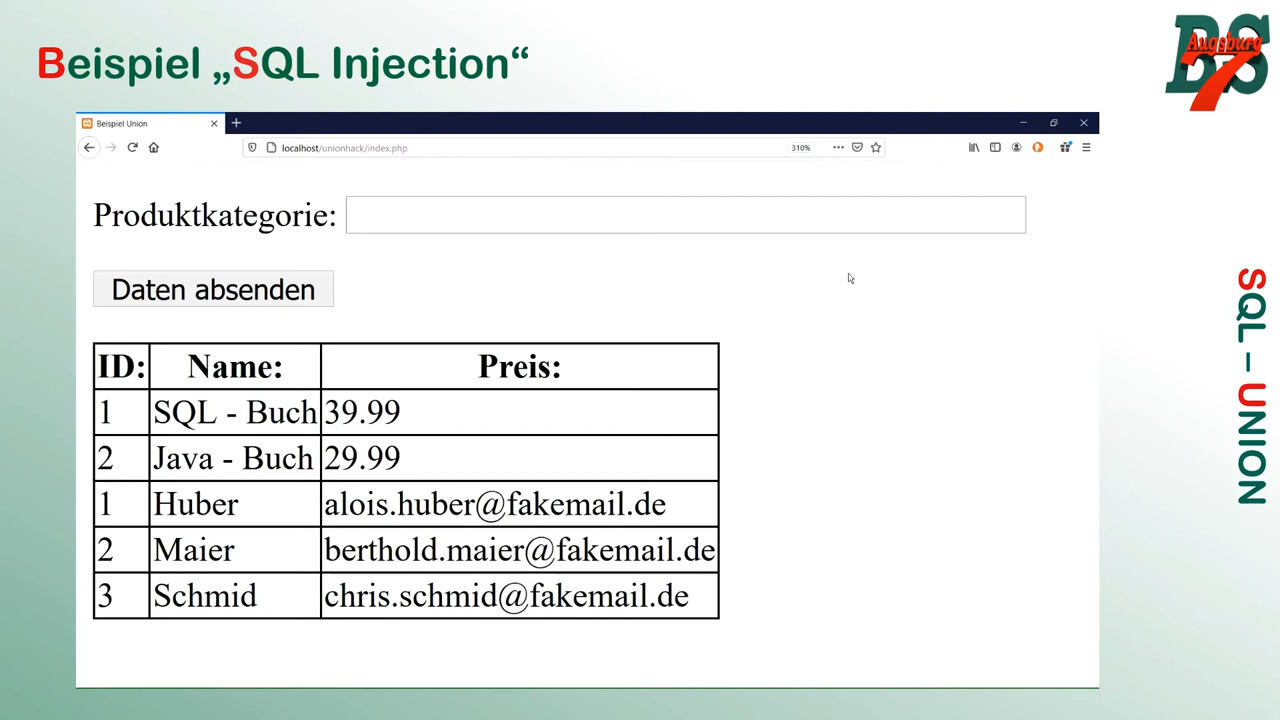 Beispiel „SQL Injection“
BS
Augsburg
7
Beispiel Union
localhost/unionhack/index.php
310%
Produktkategorie:
Daten absenden
ID: Name: Preis:
1 SQL - Buch 39.99
2 Java - Buch 29.99
1 Huber alois.huber@fakemail.de
2 Maier berthold.maier@fakemail.de
3 Schmid chris.schmid@fakemail.de
SQL – UNION